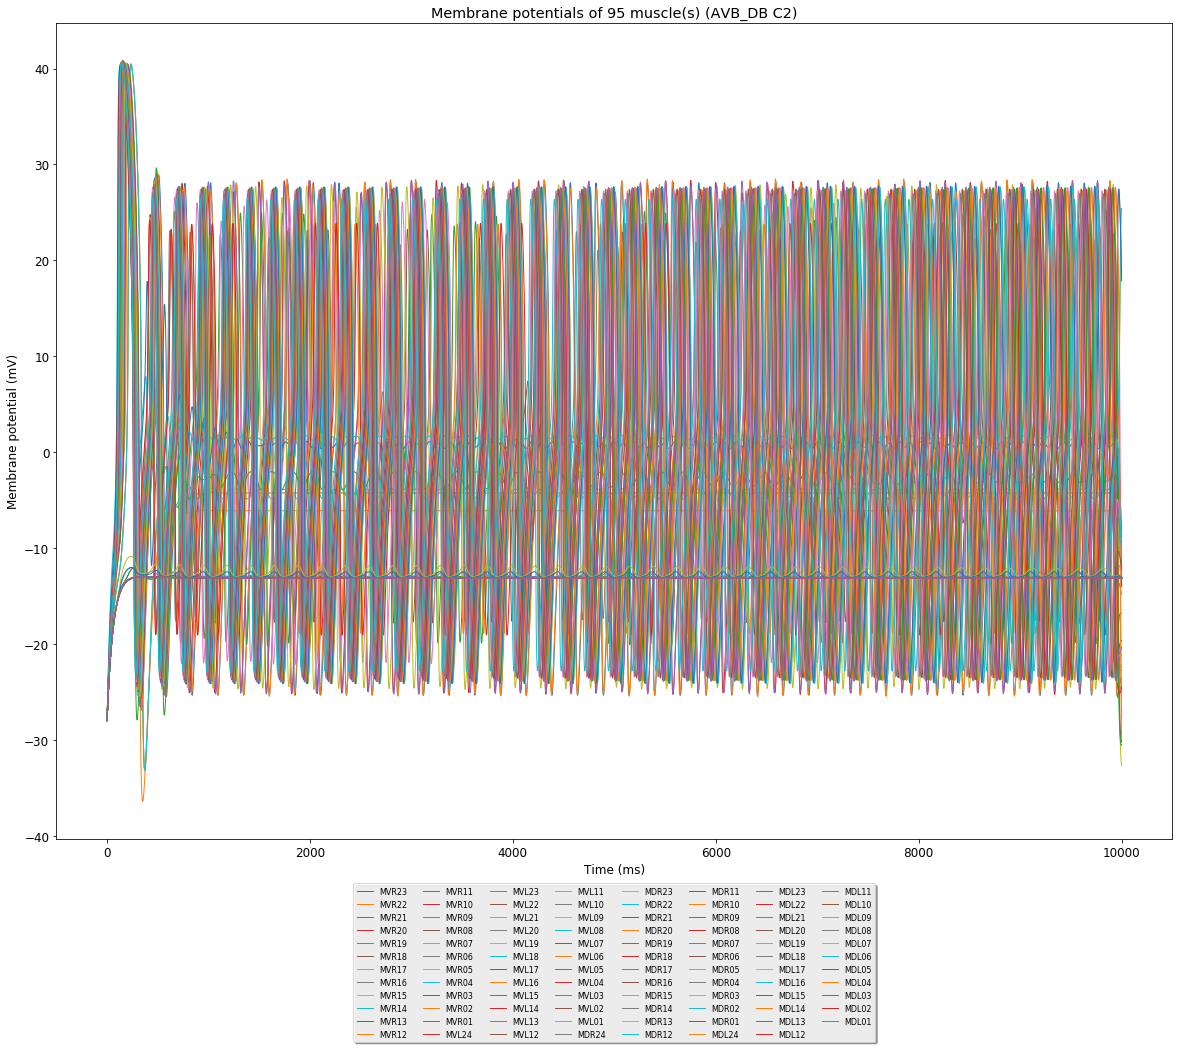 Membrane potentials of 95 muscle(s) (AVB_DB C2)
40
30
20
10
0
−10
−20
−30
−40
Membrane potential (mV)
0 2000 4000 6000 8000 10000
Time (ms)
MVR23 MVR11 MVL23 MVL11 MDR23 MDR11 MDL23 MDL11
MVR22 MVR10 MVL22 MVL10 MDR22 MDR10 MDL22 MDL10
MVR21 MVR09 MVL21 MVL09 MDR21 MDR09 MDL21 MDL09
MVR20 MVR08 MVL20 MVL08 MDR20 MDR08 MDL20 MDL08
MVR19 MVR07 MVL19 MVL07 MDR19 MDR07 MDL19 MDL07
MVR18 MVR06 MVL18 MVL06 MDR18 MDR06 MDL18 MDL06
MVR17 MVR05 MVL17 MVL05 MDR17 MDR05 MDL17 MDL05
MVR16 MVR04 MVL16 MVL04 MDR16 MDR04 MDL16 MDL04
MVR15 MVR03 MVL15 MVL03 MDR15 MDR03 MDL15 MDL03
MVR14 MVR02 MVL14 MVL02 MDR13 MDR02 MDL14 MDL02
MVR13 MVR01 MVL13 MVL01 MDR12 MDR01 MDL13 MDL01
MVR12 MVL24 MVL12 MDR24 MDL24 MDL12